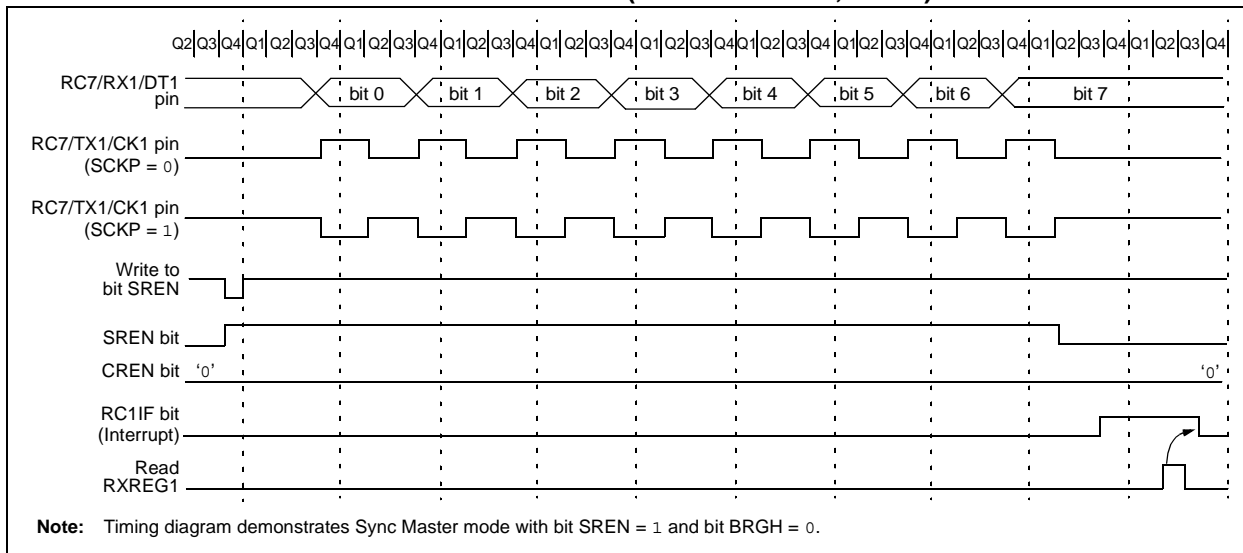 Q2 Q3 Q4 Q1 Q2 Q3 Q4 Q1 Q2 Q3 Q4 Q1 Q2 Q3 Q4 Q1 Q2 Q3 Q4 Q1 Q2 Q3 Q4 Q1 Q2 Q3 Q4 Q1 Q2 Q3 Q4 Q1 Q2 Q3 Q4 Q1 Q2 Q3 Q4 Q1 Q2 Q3 Q4
RC7/RX1/DT1
pin
bit 0 bit 1 bit 2 bit 3 bit 4 bit 5 bit 6 bit 7
RC7/TX1/CK1 pin
(SCKP = 0)
RC7/TX1/CK1 pin
(SCKP = 1)
Write to
bit SREN
SREN bit
CREN bit ‘0’ ‘0’
RC1IF bit
(Interrupt)
Read
RXREG1
Note: Timing diagram demonstrates Sync Master mode with bit SREN = 1 and bit BRGH = 0.